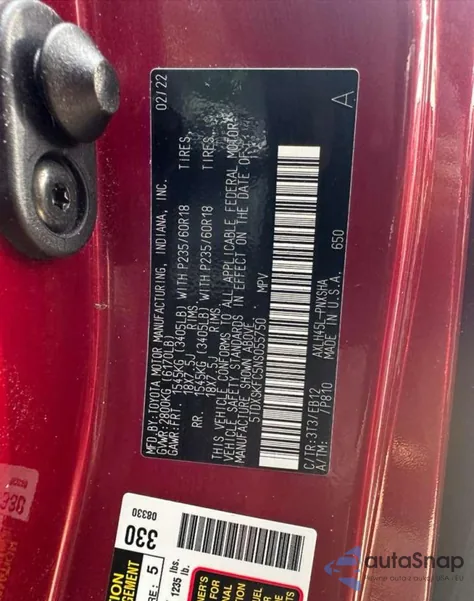 MFD.BY:TOYOTA MOTOR MANUFACTURING, INDIANA, INC. 02/22
GVWR:2800KG (6170LB)
GAWR:FRT. 1545KG (3405LB) WITH P235/60R18 TIRES,
18X7.5J RIMS
RR. 1545KG (3405LB) WITH P235/60R18 TIRES,
18X7.5J RIMS
THIS VEHICLE CONFORMS TO ALL APPLICABLE FEDERAL MOTOR
VEHICLE SAFETY STANDARDS IN EFFECT ON THE DATE OF
MANUFACTURE SHOWN ABOVE.
5TDXSKFC5NS055750 MPV
A
C/TR:3T3/EB12 AXLH45L-PNXSHA 650
A/TM: -/P810 MADE IN U.S.A.
330
08330
1235 lbs.
5
autoSnap